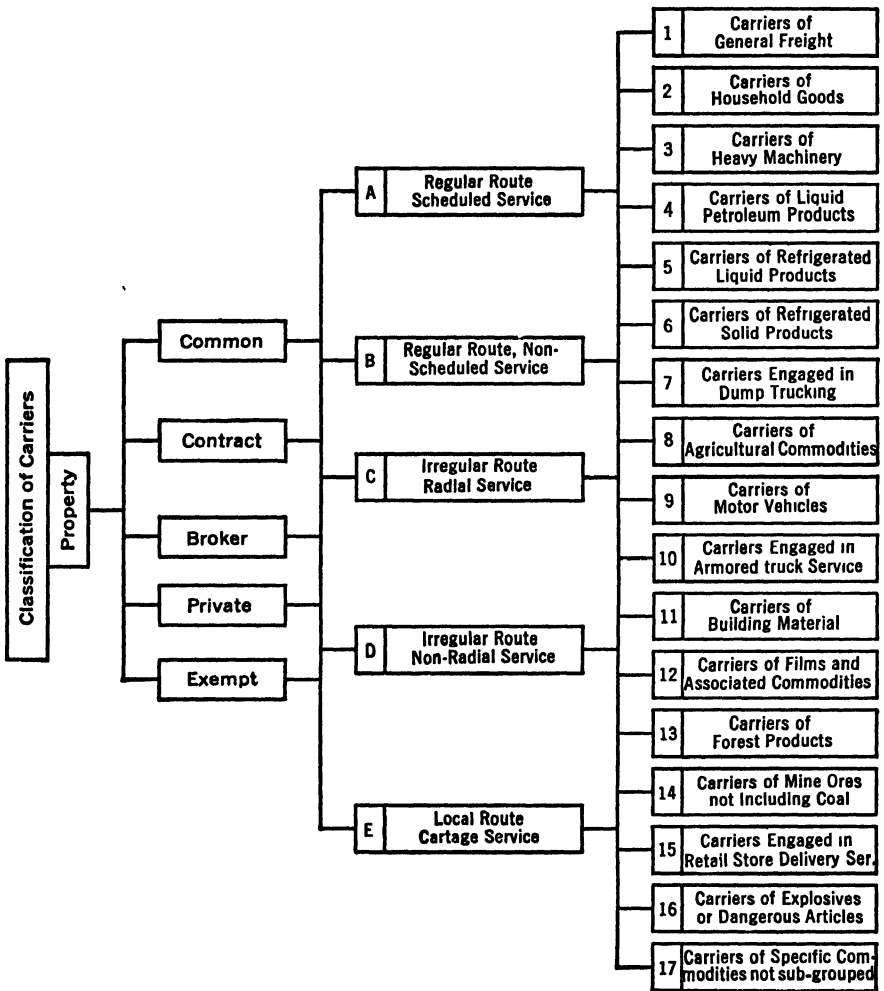 Classification of Carriers
Property
Common
Contract
Broker
Private
Exempt
A
Regular Route
Scheduled Service
B
Regular Route, Non-
Scheduled Service
C
Irregular Route
Radial Service
D
Irregular Route
Non-Radial Service
E
Local Route
Cartage Service
1
Carriers of
General Freight
2
Carriers of
Household Goods
3
Carriers of
Heavy Machinery
4
Carriers of Liquid
Petroleum Products
5
Carriers of Refrigerated
Liquid Products
6
Carriers of Refrigerated
Solid Products
7
Carriers Engaged in
Dump Trucking
8
Carriers of
Agricultural Commodities
9
Carriers of
Motor Vehicles
10
Carriers Engaged in
Armored truck Service
11
Carriers of
Building Material
12
Carriers of Films and
Associated Commodities
13
Carriers of
Forest Products
14
Carriers of Mine Ores
not Including Coal
15
Carriers Engaged in
Retail Store Delivery Ser.
16
Carriers of Explosives
or Dangerous Articles
17
Carriers of Specific Com-
modities not sub-grouped